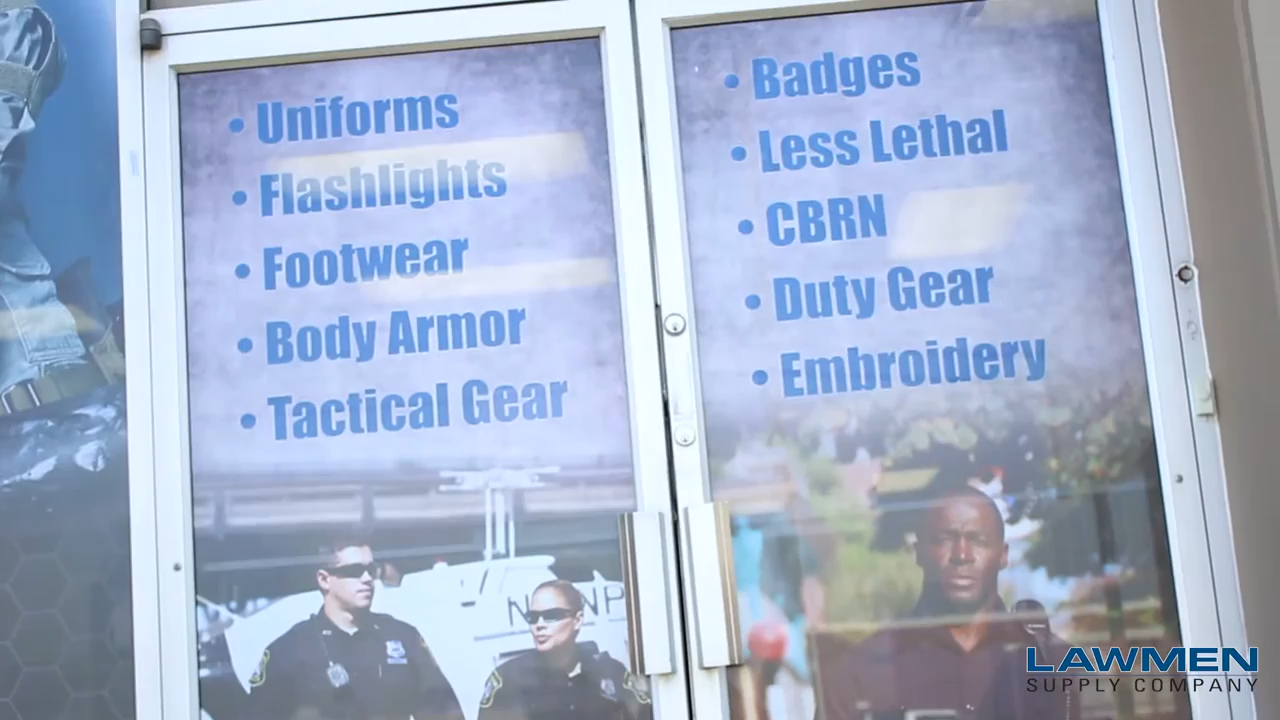 • Uniforms
• Flashlights
• Footwear
• Body Armor
• Tactical Gear
• Badges
• Less Lethal
• CBRN
• Duty Gear
• Embroidery
LAWMEN
SUPPLY COMPANY